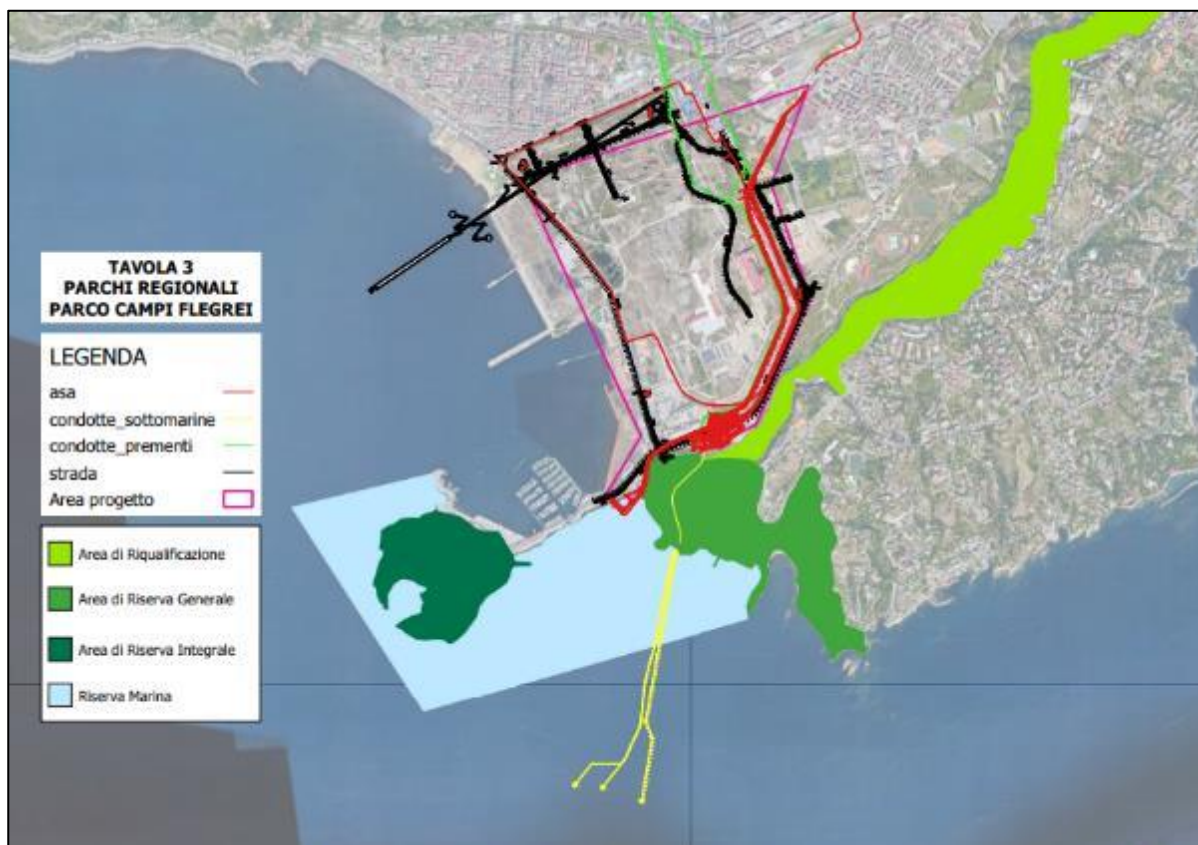 TAVOLA 3
PARCHI REGIONALI
PARCO CAMPI FLEGREI
LEGENDA
asa
condotte_sottomarine
condotte_prementi
strada
Area progetto
Area di Riqualificazione
Area di Riserva Generale
Area di Riserva Integrale
Riserva Marina